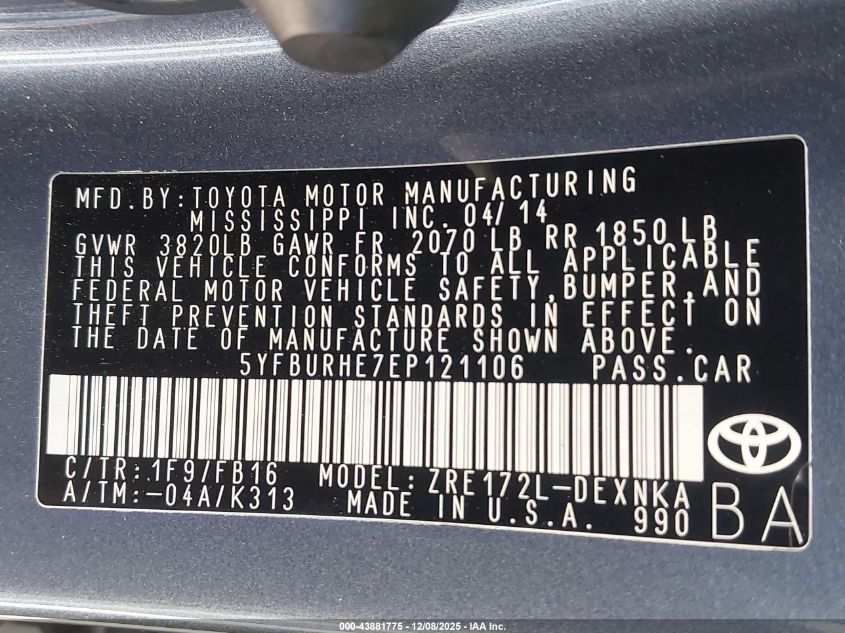 MFD.BY:TOYOTA MOTOR MANUFACTURING
MISSISSIPPI INC. 04/14
GVWR 3820LB GAWR FR 2070 LB RR 1850 LB
THIS VEHICLE CONFORMS TO ALL APPLICABLE
FEDERAL MOTOR VEHICLE SAFETY,BUMPER,AND
THEFT PREVENTION STANDARDS IN EFFECT ON
THE DATE OF MANUFACTURE SHOWN ABOVE.
5YFBURHE7EP121106 PASS.CAR
C/TR:1F9/FB16 MODEL:ZRE172L-DEXNKA
A/TM:-04A/K313 MADE IN U.S.A. 990
BA
000-43881775 - 12/08/2025 - IAA Inc.